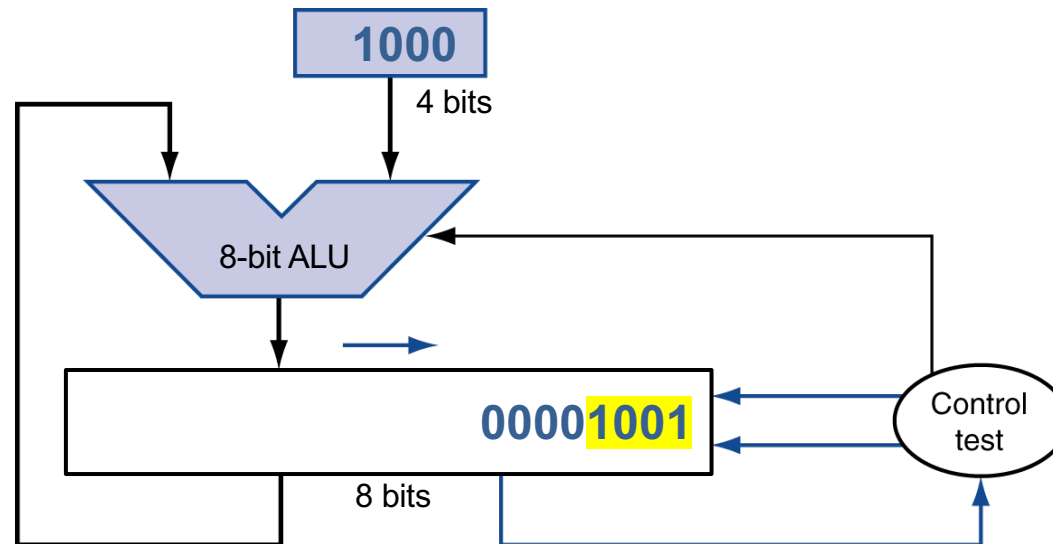 1000
4 bits
8-bit ALU
00001001
8 bits
Control
test